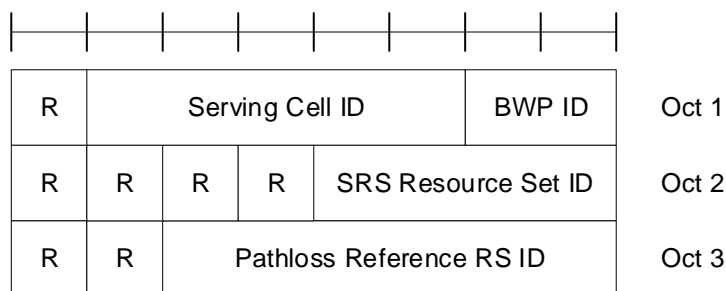 R Serving Cell ID BWP ID Oct 1
R R R R SRS Resource Set ID Oct 2
R R Pathloss Reference RS ID Oct 3